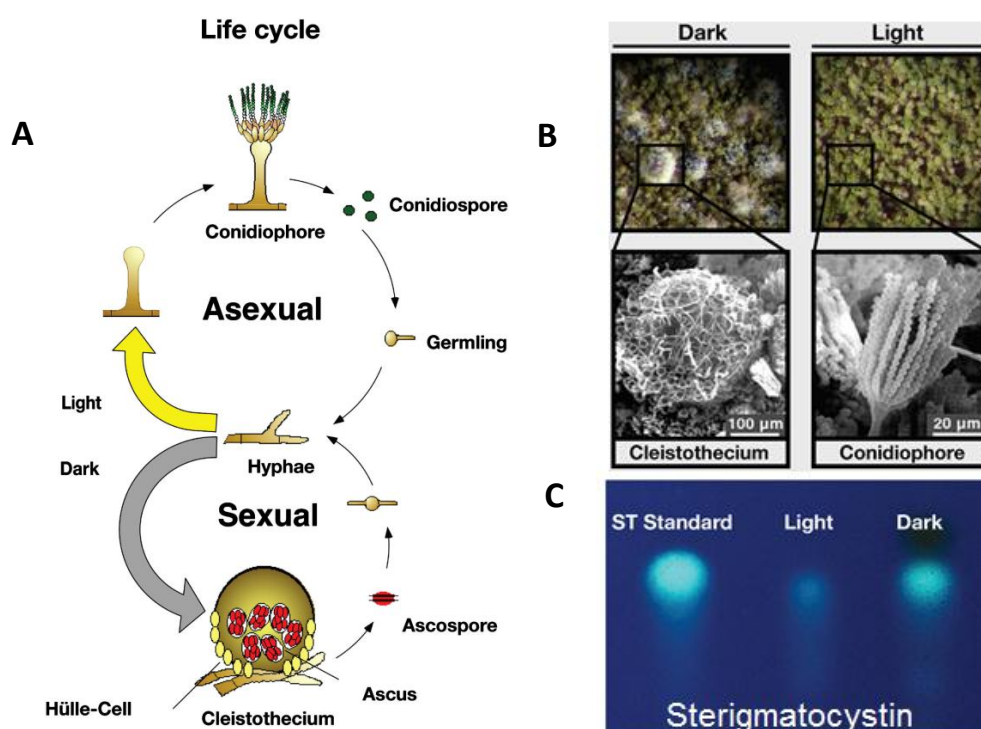 Life cycle
A
Conidiophore
Conidiospore
Asexual
Germling
Light
Dark
Hyphae
Sexual
Ascospore
Ascus
Hülle-Cell
Cleistothecium
B
Dark
Light
100 µm
20 µm
Cleistothecium
Conidiophore
C
ST Standard
Light
Dark
Sterigmatocystin